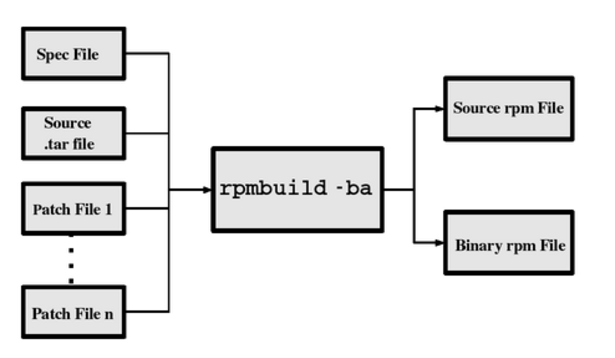 Spec File
Source
.tar file
Patch File 1
Patch File n
rpmbuild -ba
Source rpm File
Binary rpm File